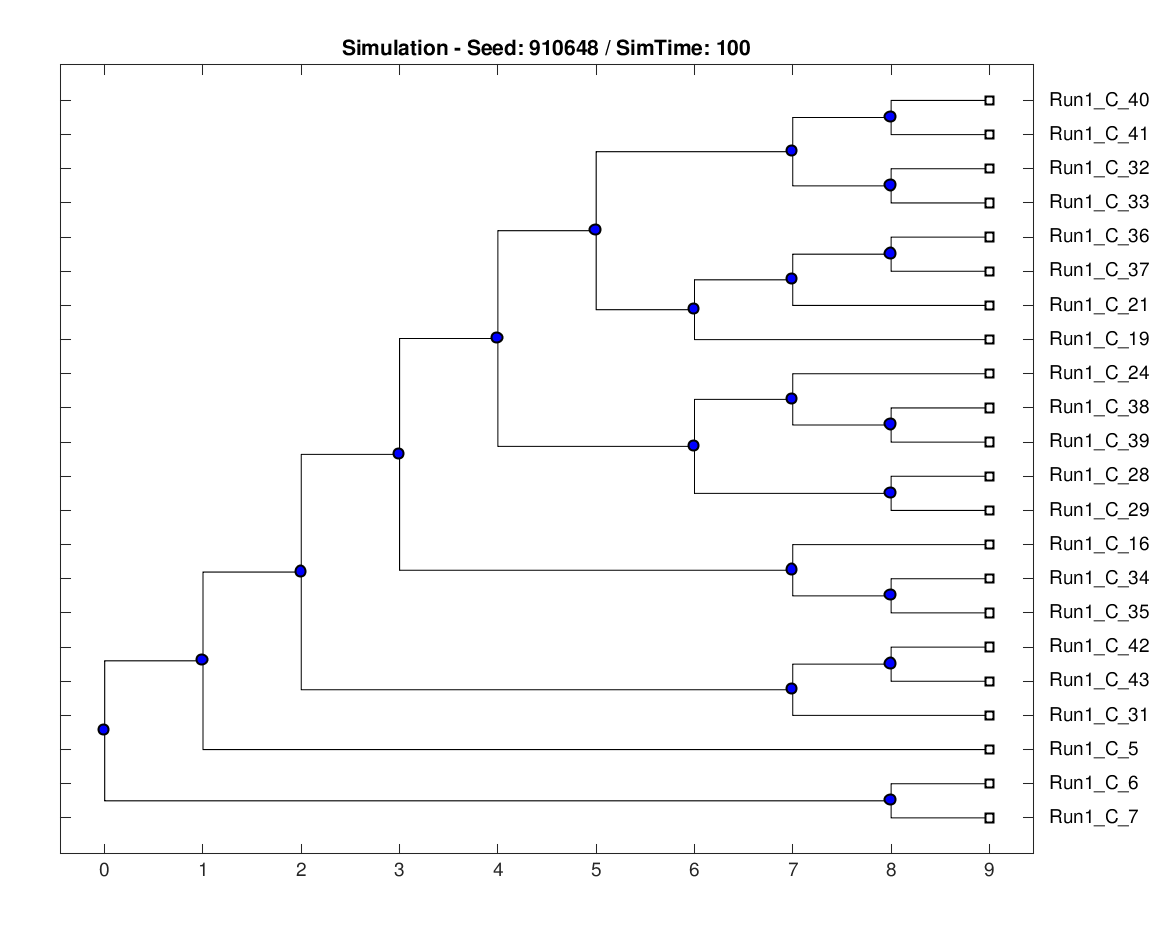 Simulation - Seed: 910648 / SimTime: 100
Run1_C_40
Run1_C_41
Run1_C_32
Run1_C_33
Run1_C_36
Run1_C_37
Run1_C_21
Run1_C_19
Run1_C_24
Run1_C_38
Run1_C_39
Run1_C_28
Run1_C_29
Run1_C_16
Run1_C_34
Run1_C_35
Run1_C_42
Run1_C_43
Run1_C_31
Run1_C_5
Run1_C_6
Run1_C_7
0 1 2 3 4 5 6 7 8 9